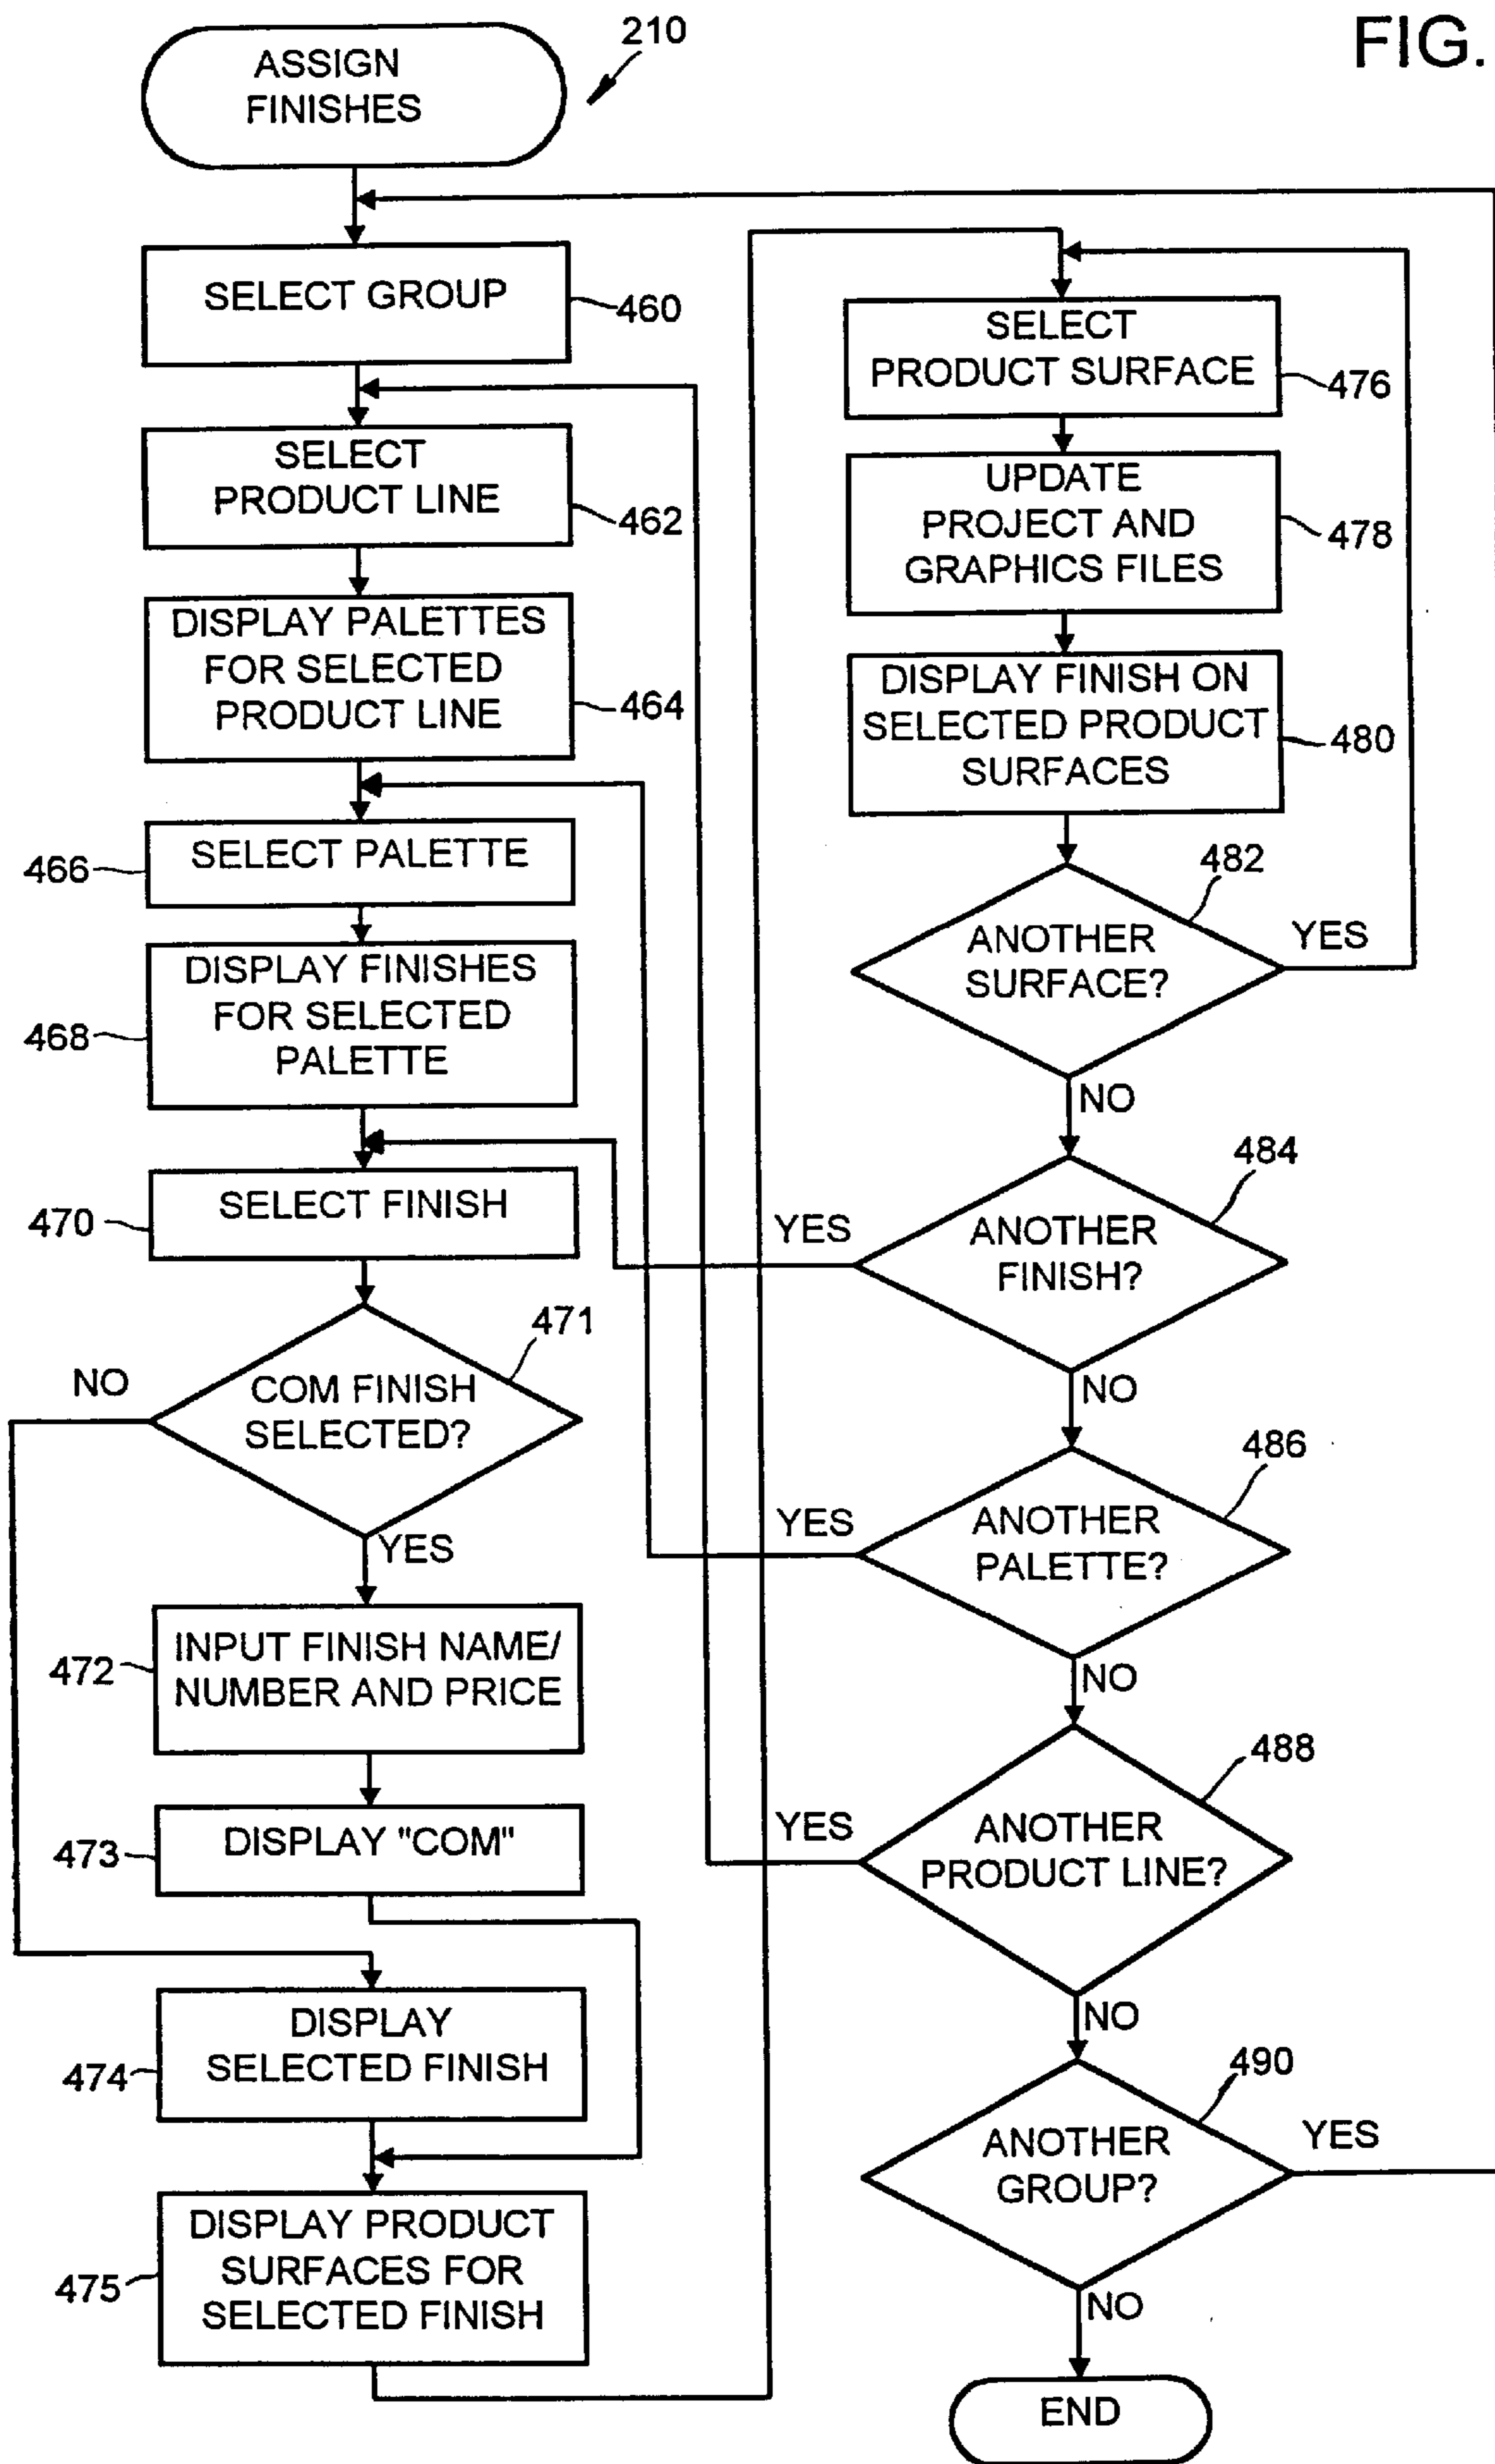 FIG.
210
ASSIGN
FINISHES
SELECT GROUP
460
SELECT
PRODUCT LINE
462
DISPLAY PALETTES
FOR SELECTED
PRODUCT LINE
464
SELECT PALETTE
466
DISPLAY FINISHES
FOR SELECTED
PALETTE
468
SELECT FINISH
470
471
COM FINISH
SELECTED?
NO
YES
INPUT FINISH NAME/
NUMBER AND PRICE
472
DISPLAY "COM"
473
DISPLAY
SELECTED FINISH
474
DISPLAY PRODUCT
SURFACES FOR
SELECTED FINISH
475
SELECT
PRODUCT SURFACE
476
UPDATE
PROJECT AND
GRAPHICS FILES
478
DISPLAY FINISH ON
SELECTED PRODUCT
SURFACES
480
482
ANOTHER
SURFACE?
YES
NO
484
ANOTHER
FINISH?
YES
NO
486
ANOTHER
PALETTE?
YES
NO
488
ANOTHER
PRODUCT LINE?
YES
NO
490
ANOTHER
GROUP?
YES
NO
END